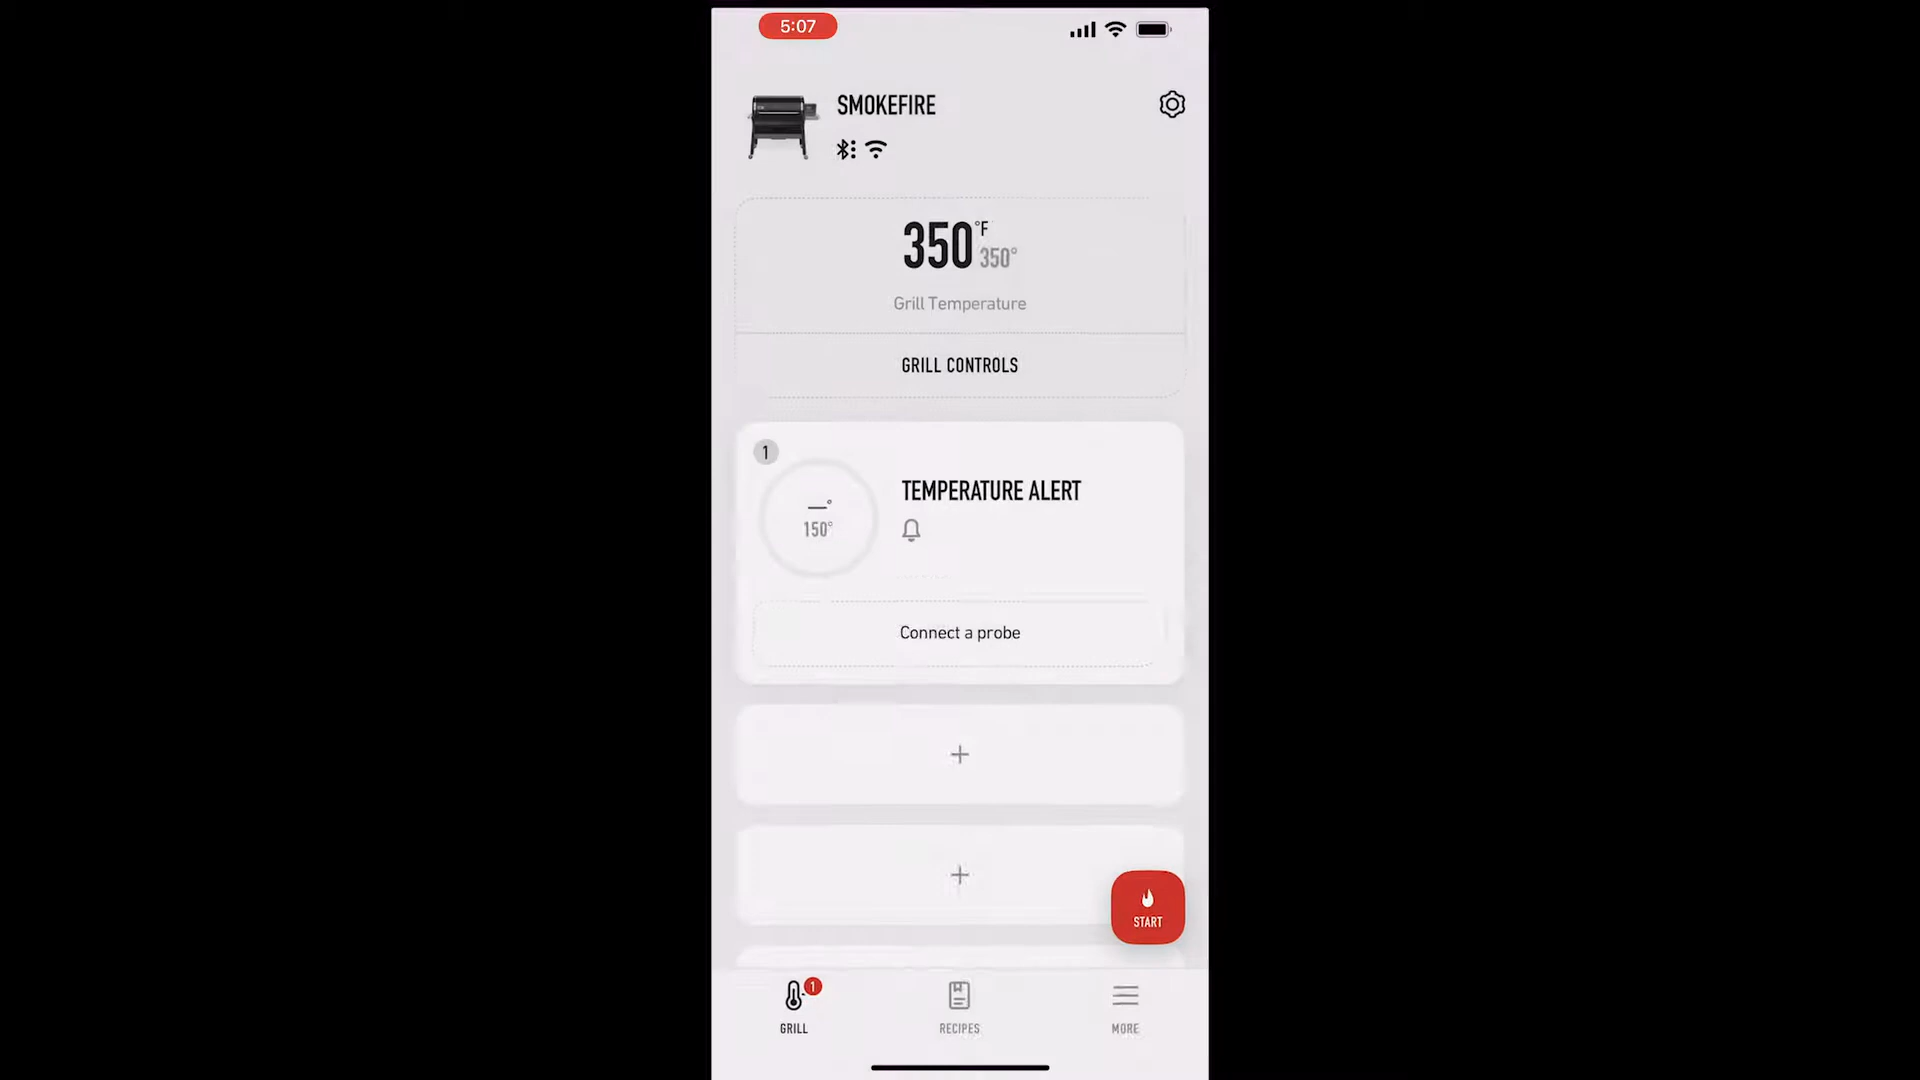 5:07
SMOKEFIRE
350°F 350°
Grill Temperature
GRILL CONTROLS
1
TEMPERATURE ALERT
—°
150°
Connect a probe
+
+
START
1
GRILL
RECIPES
MORE